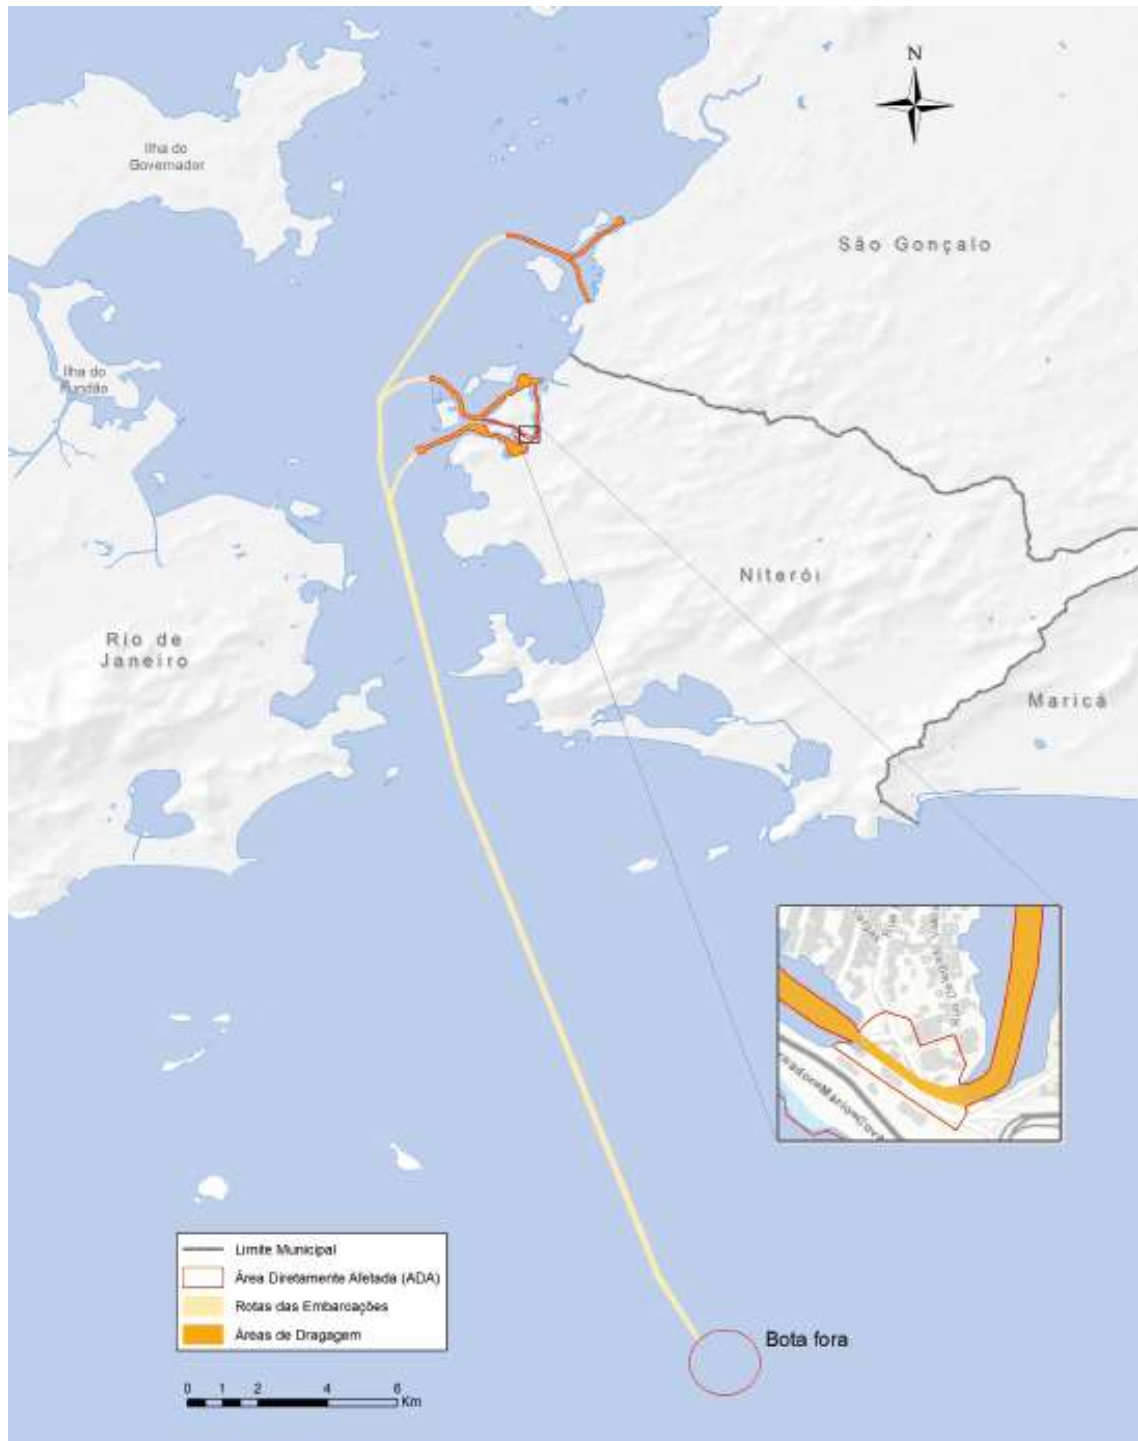 N
Ilha do
Governador
São Gonçalo
Ilha do
Fundão
Niterói
Rio de
Janeiro
Maricá
Limite Municipal
Área Diretamente Afetada (ADA)
Rotas das Embarcações
Áreas de Dragagem
Bota fora
0 1 2 4 6
Km